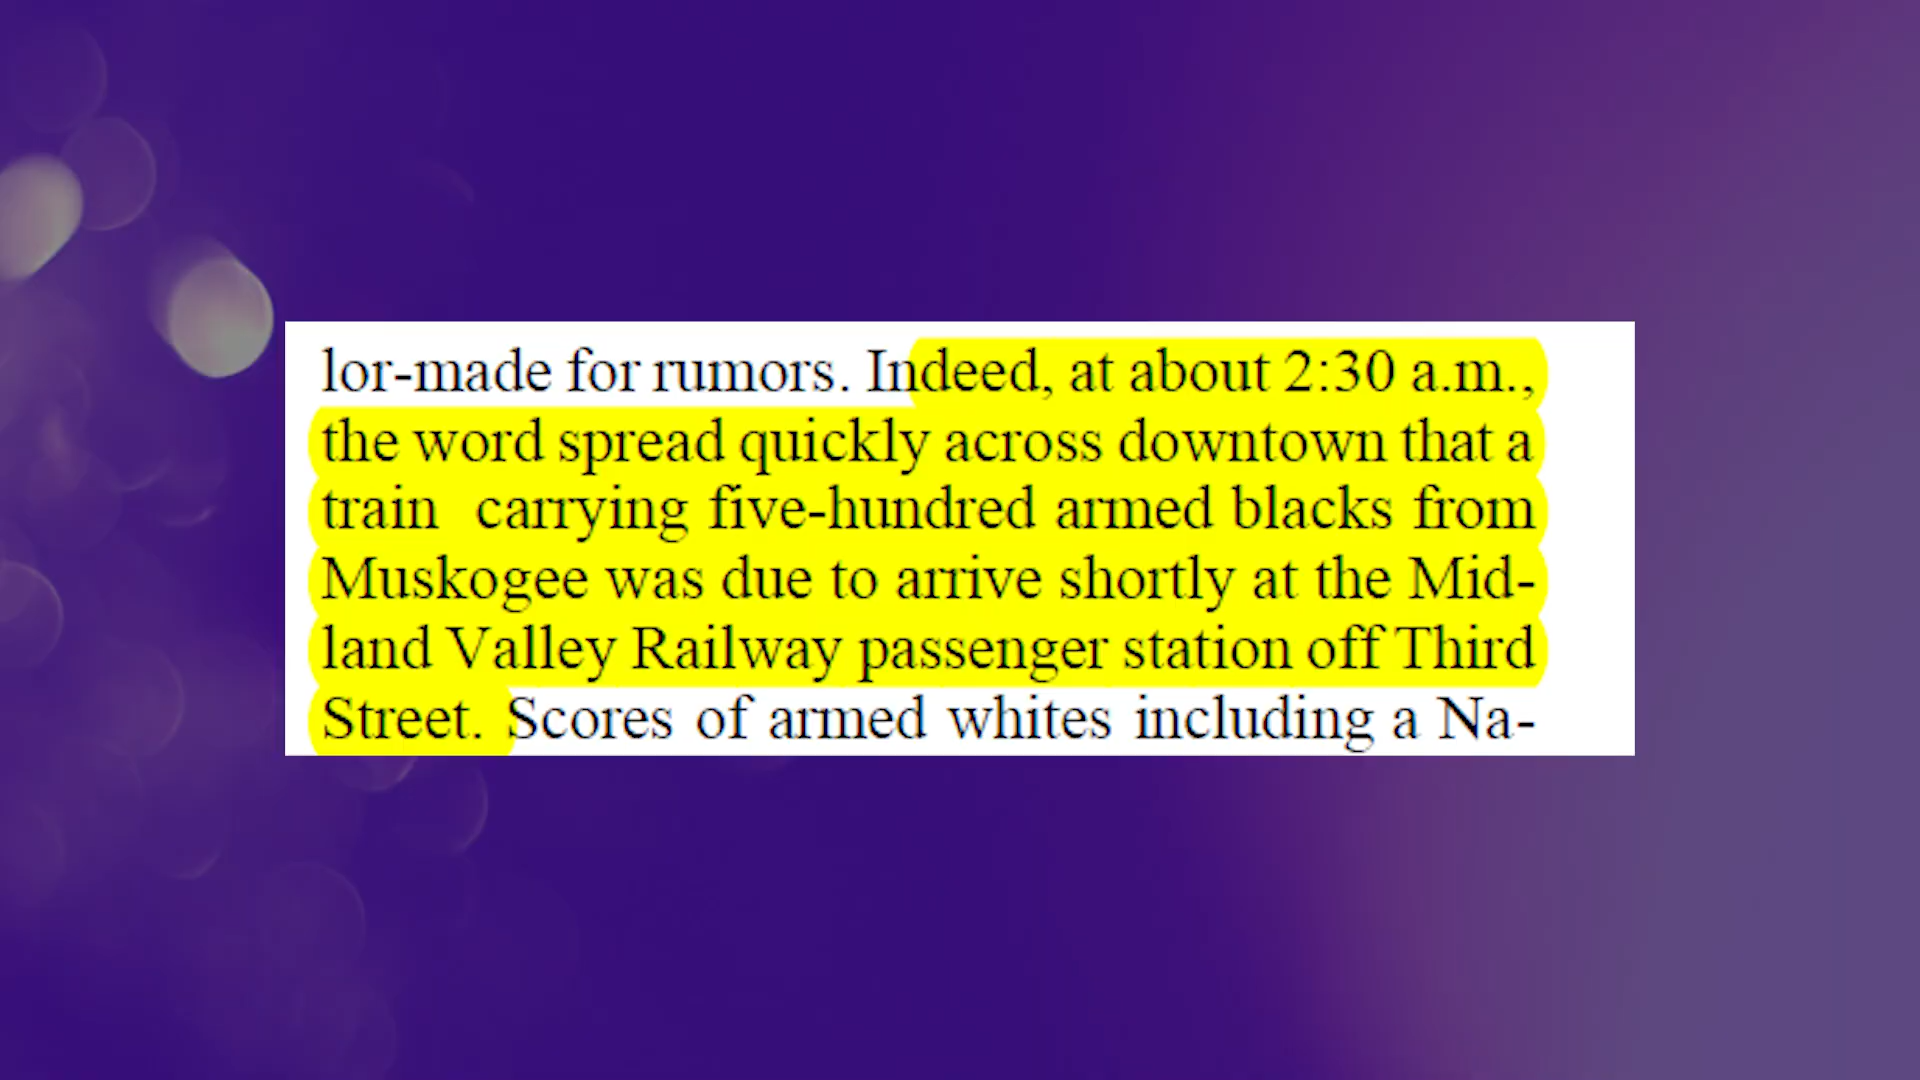 lor-made for rumors. Indeed, at about 2:30 a.m.,
the word spread quickly across downtown that a
train carrying five-hundred armed blacks from
Muskogee was due to arrive shortly at the Mid-
land Valley Railway passenger station off Third
Street. Scores of armed whites including a Na-